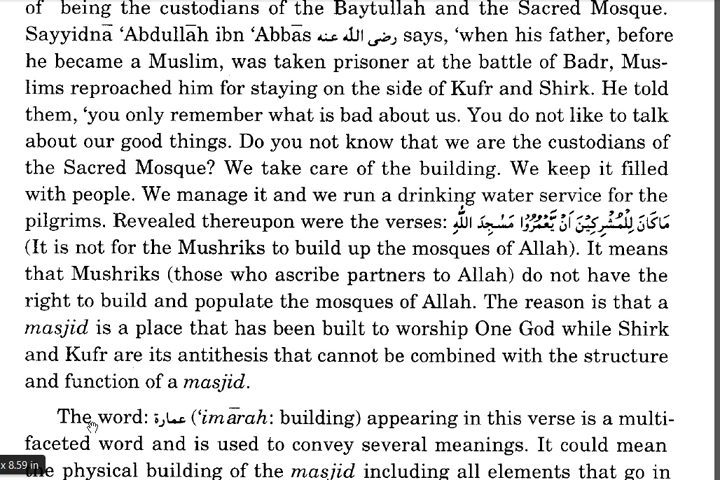 of being the custodians of the Baytullah and the Sacred Mosque.
Sayyidnā ‘Abdullāh ibn ‘Abbās رضى الله عنه says, ‘when his father, before
he became a Muslim, was taken prisoner at the battle of Badr, Mus-
lims reproached him for staying on the side of Kufr and Shirk. He told
them, ‘you only remember what is bad about us. You do not like to talk
about our good things. Do you not know that we are the custodians of
the Sacred Mosque? We take care of the building. We keep it filled
with people. We manage it and we run a drinking water service for the
pilgrims. Revealed thereupon were the verses: مَاكَانَ لِلْمُشْرِكِيْنَ اَنْ يَّعْمُرُوْا مَسٰجِدَ اللّٰهِ
(It is not for the Mushriks to build up the mosques of Allah). It means
that Mushriks (those who ascribe partners to Allah) do not have the
right to build and populate the mosques of Allah. The reason is that a
masjid is a place that has been built to worship One God while Shirk
and Kufr are its antithesis that cannot be combined with the structure
and function of a masjid.
The word: عمارة (‘imārah: building) appearing in this verse is a multi-
faceted word and is used to convey several meanings. It could mean
the physical building of the masjid including all elements that go in
x 8.59 in